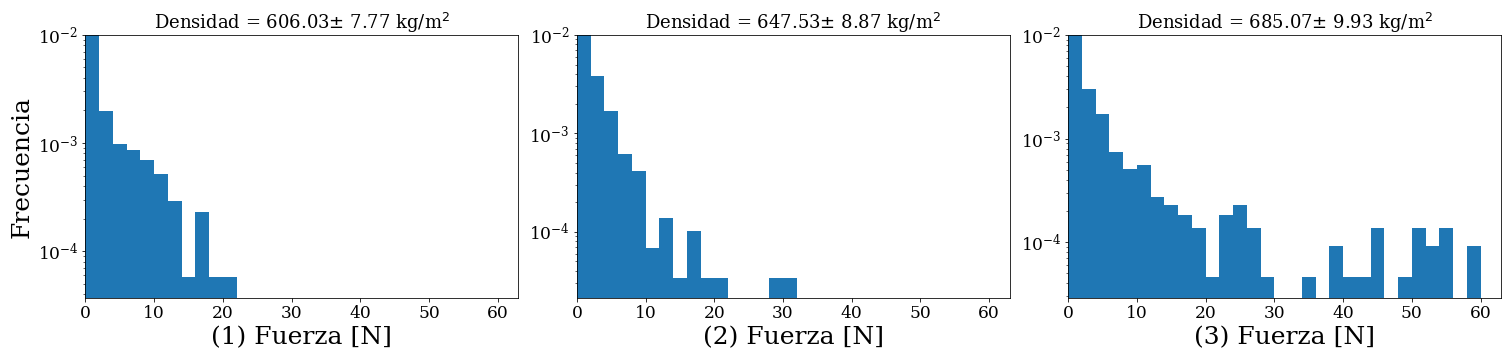 Densidad = 606.03± 7.77 kg/m²
Densidad = 647.53± 8.87 kg/m²
Densidad = 685.07± 9.93 kg/m²
Frecuencia
10⁻²
10⁻³
10⁻⁴
0 10 20 30 40 50 60
(1) Fuerza [N]
10⁻²
10⁻³
10⁻⁴
0 10 20 30 40 50 60
(2) Fuerza [N]
10⁻²
10⁻³
10⁻⁴
0 10 20 30 40 50 60
(3) Fuerza [N]